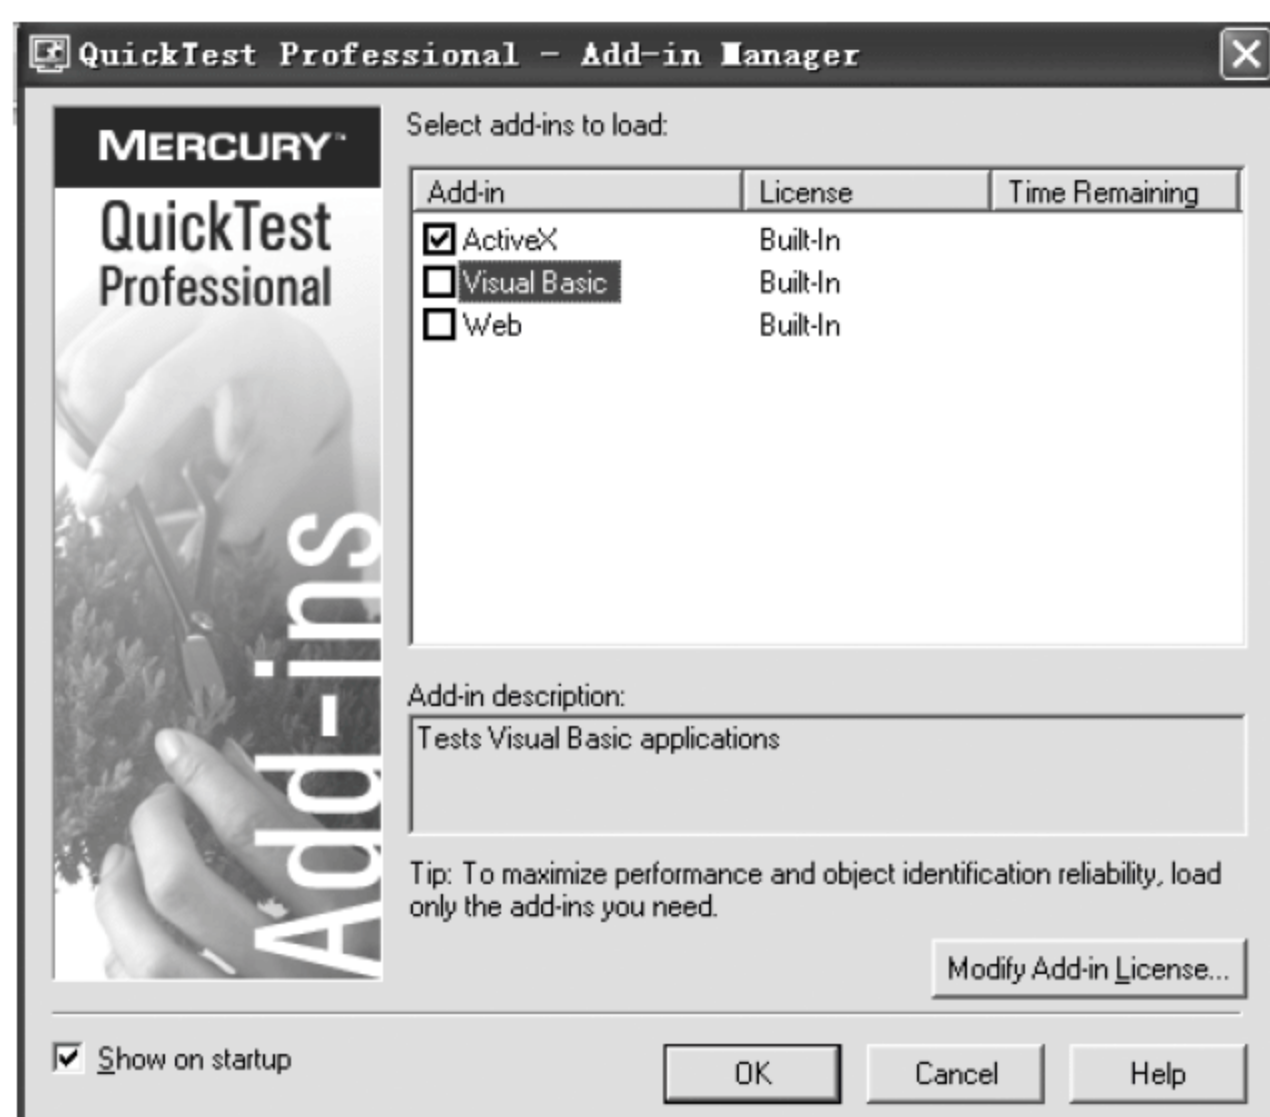 QuickTest Professional - Add-in Manager
MERCURY™
QuickTest
Professional
Add-ins
Select add-ins to load:
Add-in License Time Remaining
ActiveX Built-In
Visual Basic Built-In
Web Built-In
Add-in description:
Tests Visual Basic applications
Tip: To maximize performance and object identification reliability, load
only the add-ins you need.
Modify Add-in License...
Show on startup
OK Cancel Help